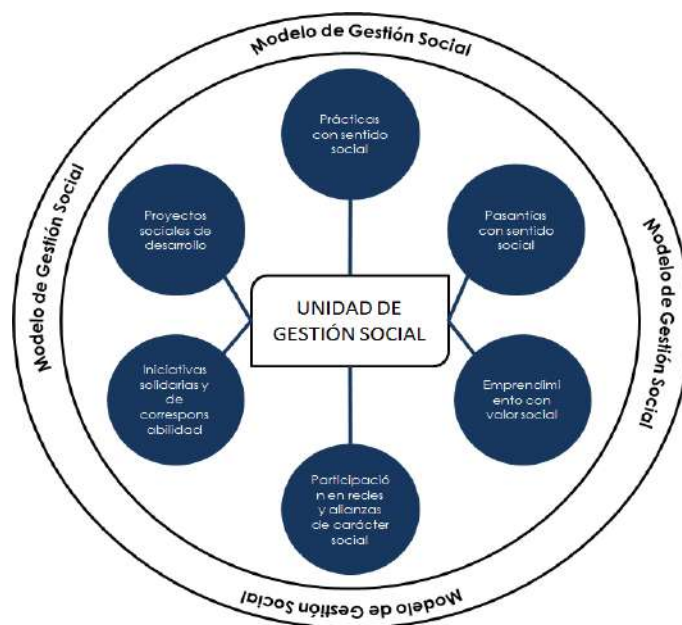 Modelo de Gestión Social
Prácticas
con sentido
social
Proyectos
sociales de
desarrollo
Pasantías
con sentido
social
Modelo de Gestión Social
Modelo de Gestión Social
UNIDAD DE
GESTIÓN SOCIAL
Iniciativas
solidarias y
de
correspons
abilidad
Emprendimi
ento con
valor social
Participació
n en redes
y alianzas
de carácter
social
Modelo de Gestión Social